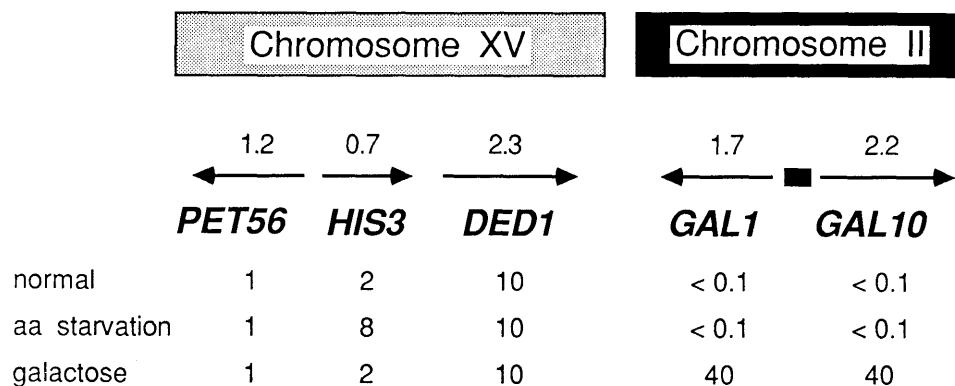 Chromosome XV Chromosome II
1.2 0.7 2.3 1.7 2.2
PET56 HIS3 DED1 GAL1 GAL10
normal 1 2 10 < 0.1 < 0.1
aa starvation 1 8 10 < 0.1 < 0.1
galactose 1 2 10 40 40